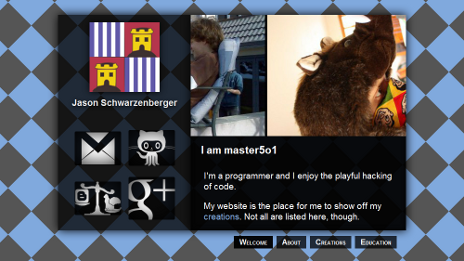 Jason Schwarzenberger
g+
I am master5o1
I'm a programmer and I enjoy the playful hacking
of code.
My website is the place for me to show off my
creations. Not all are listed here, though.
Welcome
About
Creations
Education